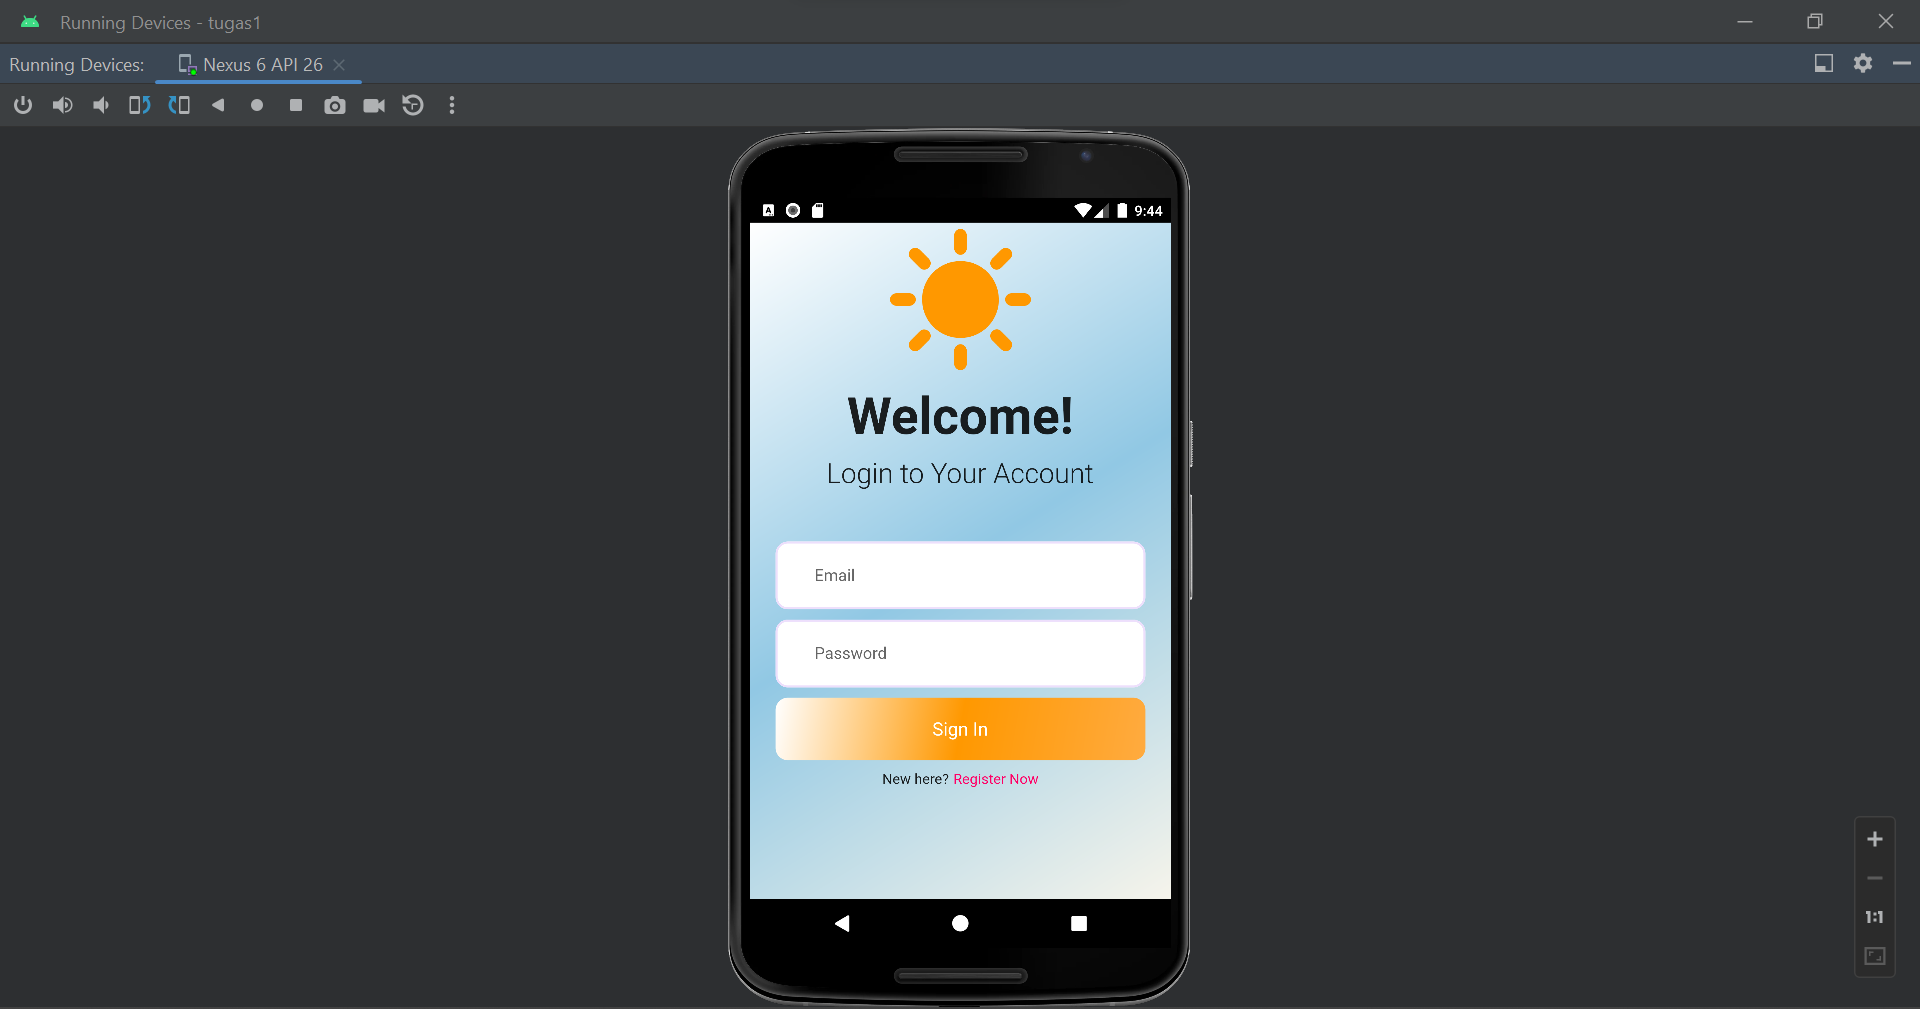 Running Devices - tugas1
Running Devices: Nexus 6 API 26
9:44
Welcome!
Login to Your Account
Email
Password
Sign In
New here? Register Now
1:1